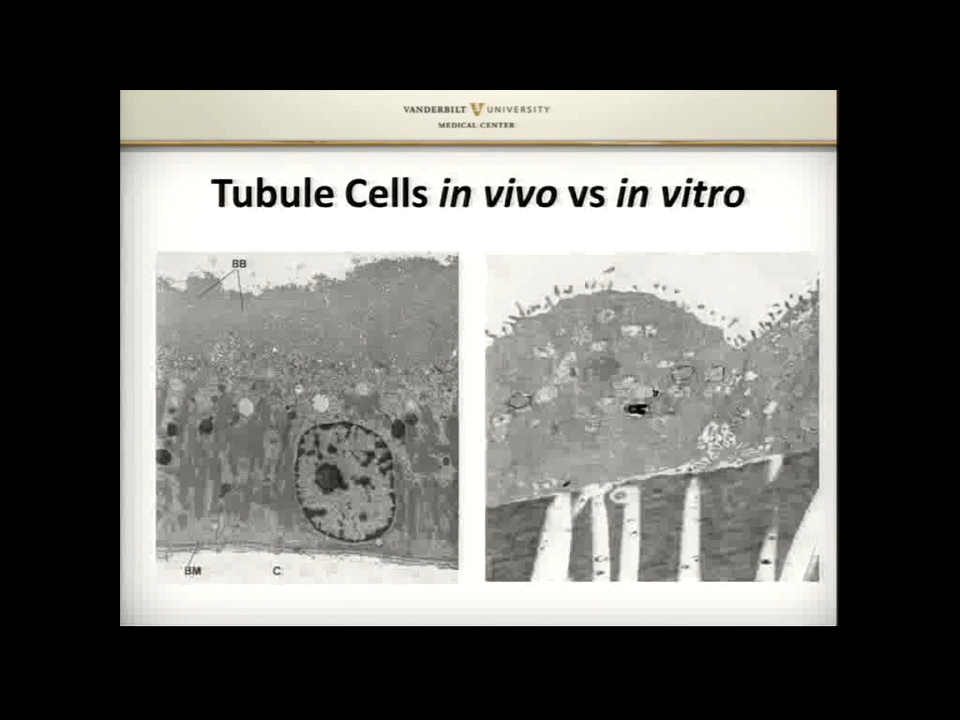 VANDERBILT V UNIVERSITY
MEDICAL CENTER
Tubule Cells in vivo vs in vitro
BB
BM
C